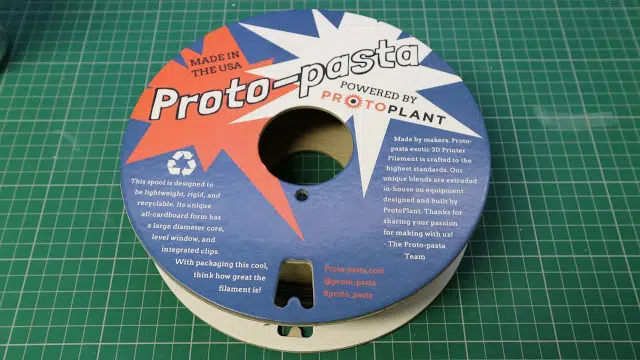 MADE IN
THE USA
Proto-pasta
POWERED BY
PROTOPLANT
This spool is designed to
be lightweight, rigid, and
recyclable. Its unique
all-cardboard form has
a large diameter core,
level window, and
integrated clips.
With packaging this cool,
think how great the
filament is!
Made by makers. Proto-
pasta exotic 3D Printer
Filament is crafted to the
highest standards. Our
unique blends are extruded
in-house on equipment
designed and built by
ProtoPlant. Thanks for
sharing your passion
for making with us!
- The Proto-pasta
Team
Proto-pasta.com
@proto_pasta
#proto_pasta